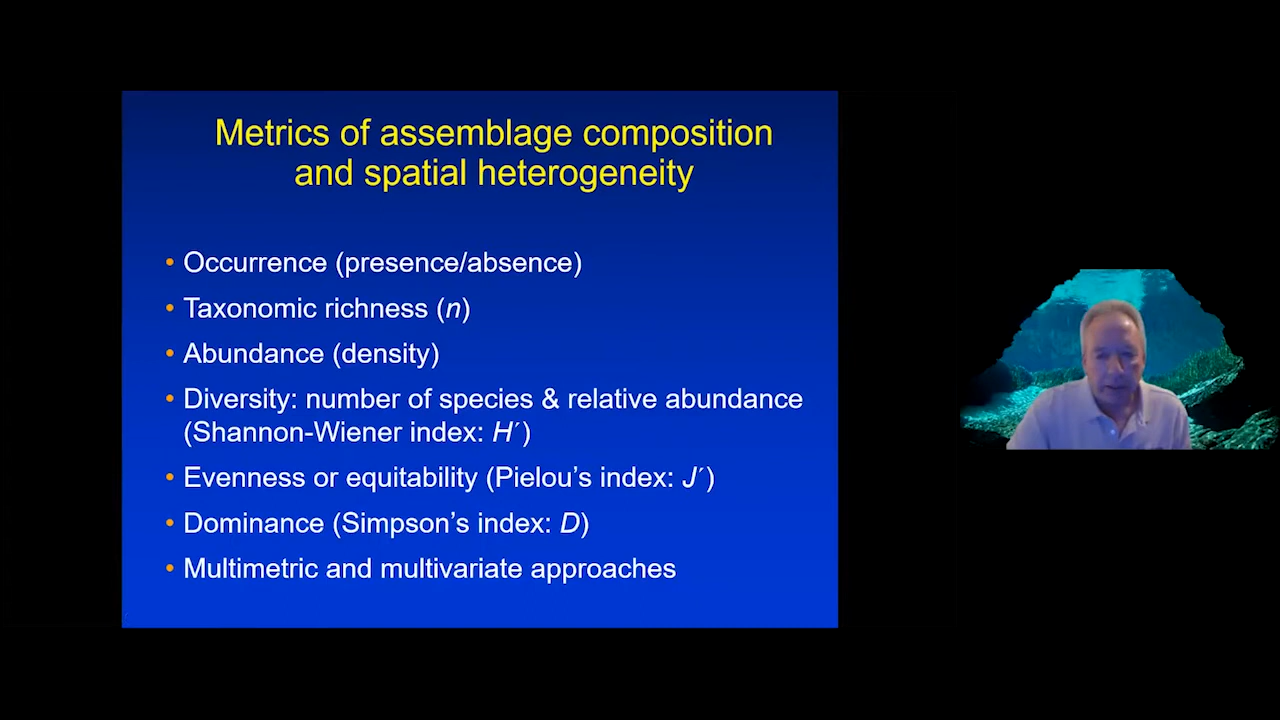 Metrics of assemblage composition
and spatial heterogeneity
• Occurrence (presence/absence)
• Taxonomic richness (n)
• Abundance (density)
• Diversity: number of species & relative abundance
(Shannon-Wiener index: H´)
• Evenness or equitability (Pielou’s index: J´)
• Dominance (Simpson’s index: D)
• Multimetric and multivariate approaches